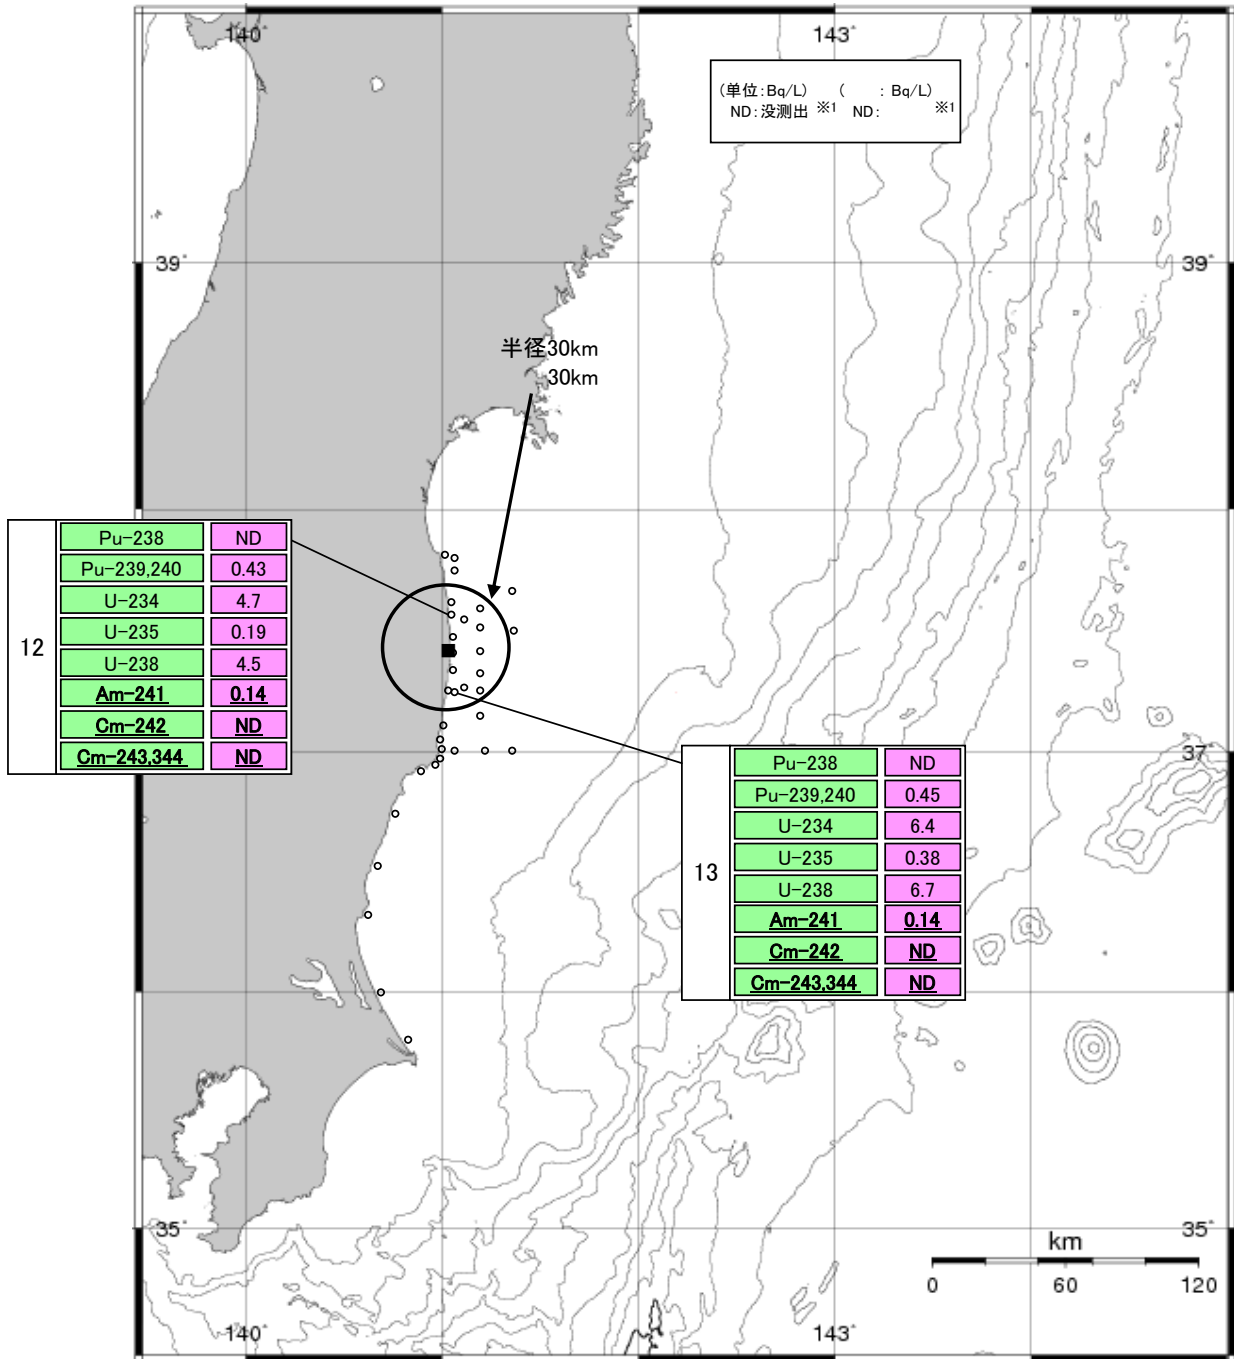 140°
143°
(单位:Bq/L) ( : Bq/L)
ND:没测出 ※1 ND: ※1
39°
39°
半径30km
30km
12
Pu-238 ND
Pu-239,240 0.43
U-234 4.7
U-235 0.19
U-238 4.5
Am-241 0.14
Cm-242 ND
Cm-243,344 ND
37°
13
Pu-238 ND
Pu-239,240 0.45
U-234 6.4
U-235 0.38
U-238 6.7
Am-241 0.14
Cm-242 ND
Cm-243,344 ND
35°
35°
km
0 60 120
140°
143°